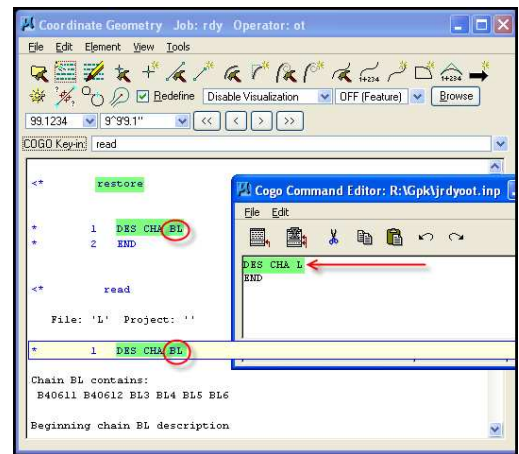 Coordinate Geometry Job: rdy Operator: ot
File Edit Element View Tools
Redefine Disable Visualization OFF (Feature) Browse
99.1234 9^9'9.1" << < > >>
COGO Key-in: read
<* restore
* 1 DES CHA BL
* 2 END
<* read
File: 'L' Project: ''
* 1 DES CHA BL
Chain BL contains:
B40611 B40612 BL3 BL4 BL5 BL6
Beginning chain BL description
Cogo Command Editor: R:\Gpk\jrdyoot.inp
File Edit
DES CHA L
END